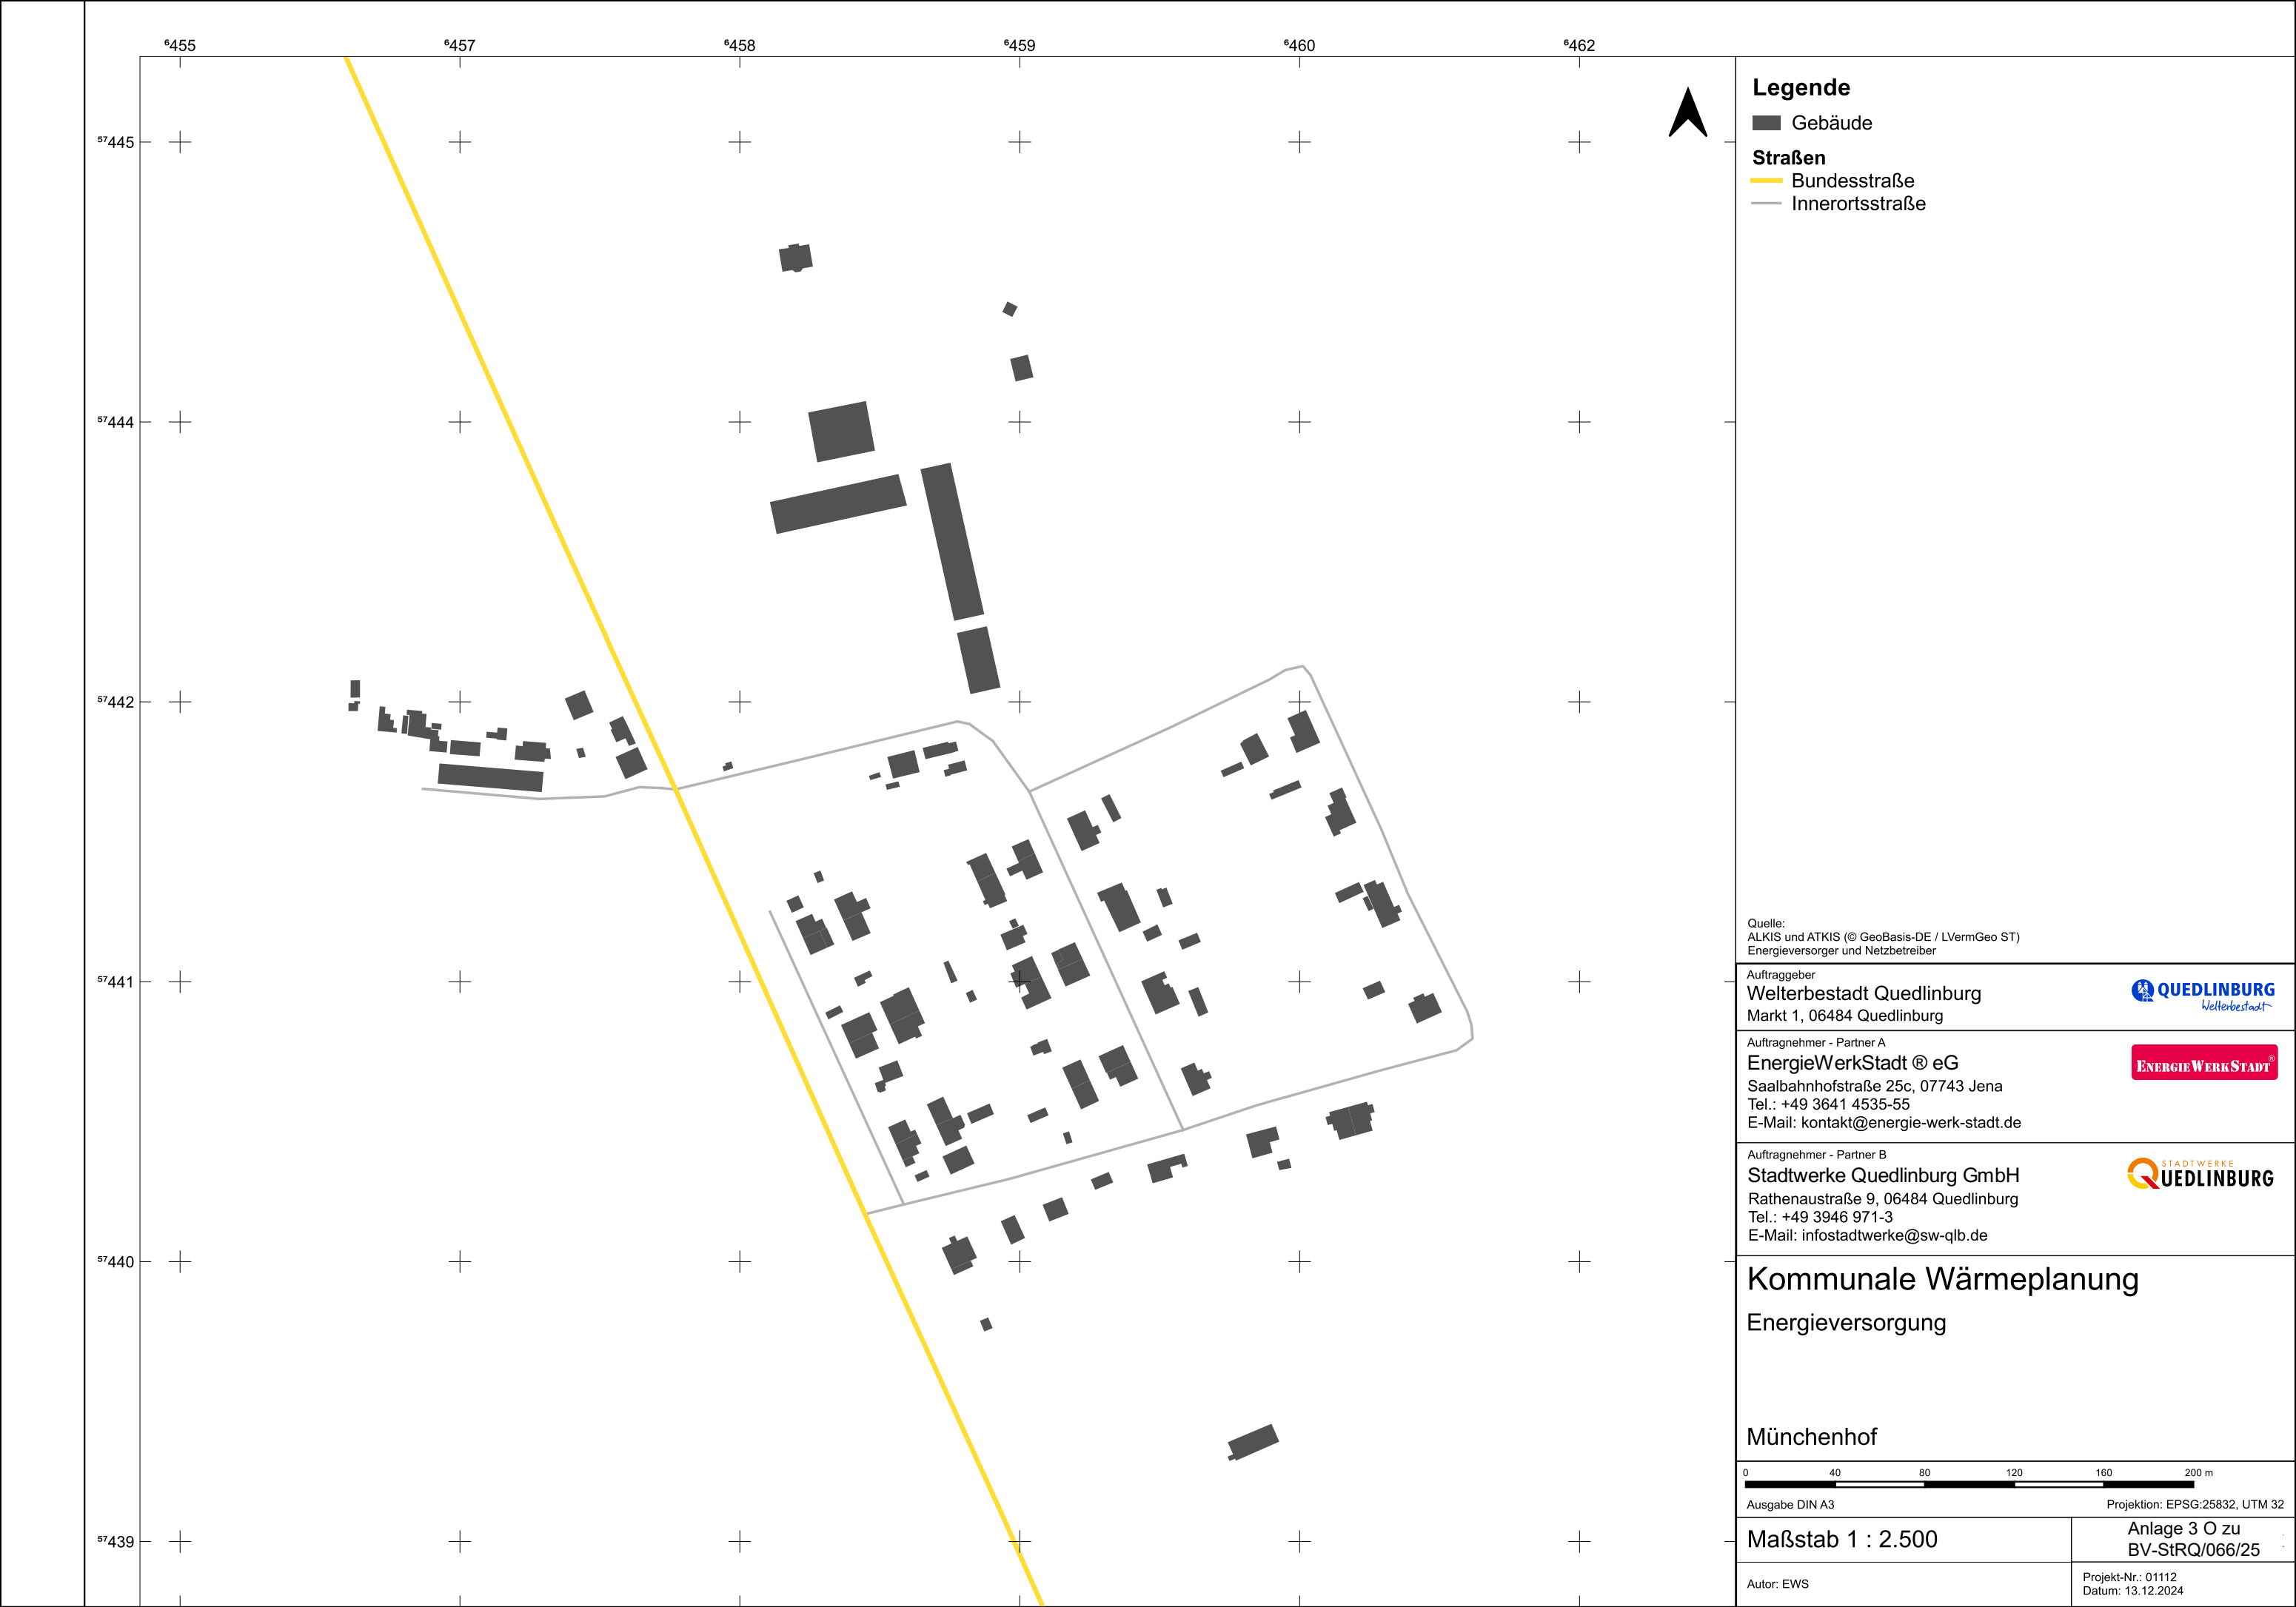 ⁶455 ⁶457 ⁶458 ⁶459 ⁶460 ⁶462
⁵⁷445
⁵⁷444
⁵⁷442
⁵⁷441
⁵⁷440
⁵⁷439
Legende
Gebäude
Straßen
Bundesstraße
Innerortsstraße
Quelle:
ALKIS und ATKIS (© GeoBasis-DE / LVermGeo ST)
Energieversorger und Netzbetreiber
Auftraggeber
Welterbestadt Quedlinburg
Markt 1, 06484 Quedlinburg
QUEDLINBURG
Welterbestadt
Auftragnehmer - Partner A
EnergieWerkStadt ® eG
Saalbahnhofstraße 25c, 07743 Jena
Tel.: +49 3641 4535-55
E-Mail: kontakt@energie-werk-stadt.de
ENERGIEWERKSTADT®
Auftragnehmer - Partner B
Stadtwerke Quedlinburg GmbH
Rathenaustraße 9, 06484 Quedlinburg
Tel.: +49 3946 971-3
E-Mail: infostadtwerke@sw-qlb.de
STADTWERKE
QUEDLINBURG
Kommunale Wärmeplanung
Energieversorgung
Münchenhof
0 40 80 120 160 200 m
Ausgabe DIN A3 Projektion: EPSG:25832, UTM 32
Maßstab 1 : 2.500
Anlage 3 O zu
BV-StRQ/066/25
Autor: EWS
Projekt-Nr.: 01112
Datum: 13.12.2024